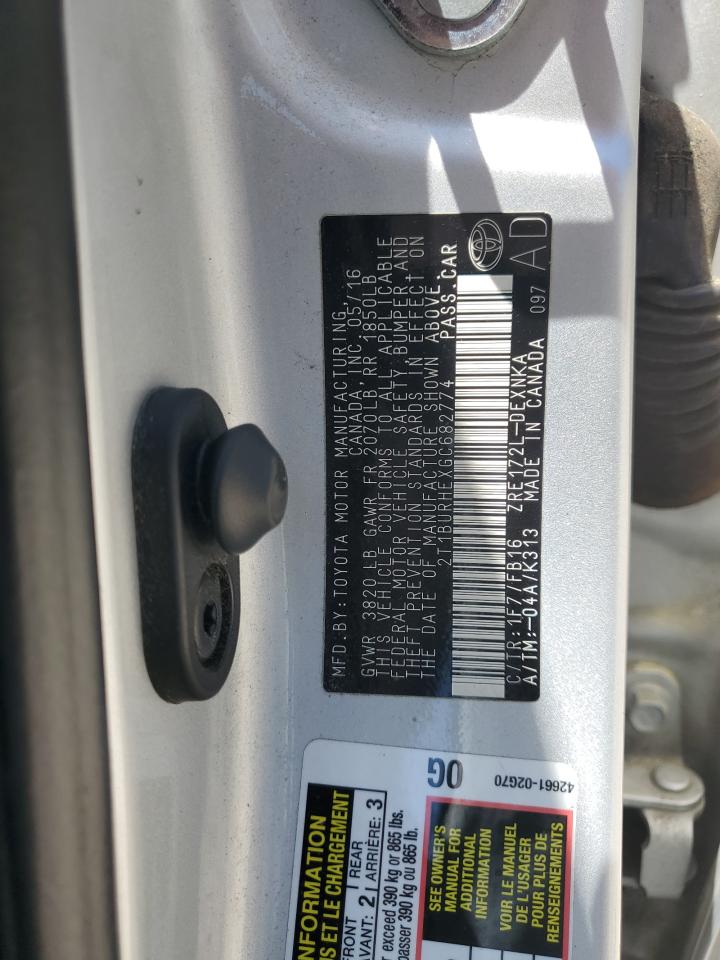 MFD. BY: TOYOTA MOTOR MANUFACTURING,
CANADA, INC. 05/16
GVWR 3820 LB GAWR FR 2070LB, RR 1850LB
THIS VEHICLE CONFORMS TO ALL APPLICABLE
FEDERAL MOTOR VEHICLE SAFETY, BUMPER, AND
THEFT PREVENTION STANDARDS IN EFFECT ON
THE DATE OF MANUFACTURE SHOWN ABOVE.
2T1BURHEXGC682774 PASS. CAR
C/TR: 1F7/FB16 ZRE172L-DEXNKA
A/TM: -04A/K313 MADE IN CANADA 097
AD
OG
42661-02G70
INFORMATION
S ET LE CHARGEMENT
FRONT
AVANT: 2
REAR
ARRIÈRE: 3
r exceed 390 kg or 865 lbs.
passer 390 kg ou 865 lb.
SEE OWNER'S
MANUAL FOR
ADDITIONAL
INFORMATION
VOIR LE MANUEL
DE L'USAGER
POUR PLUS DE
RENSEIGNEMENTS